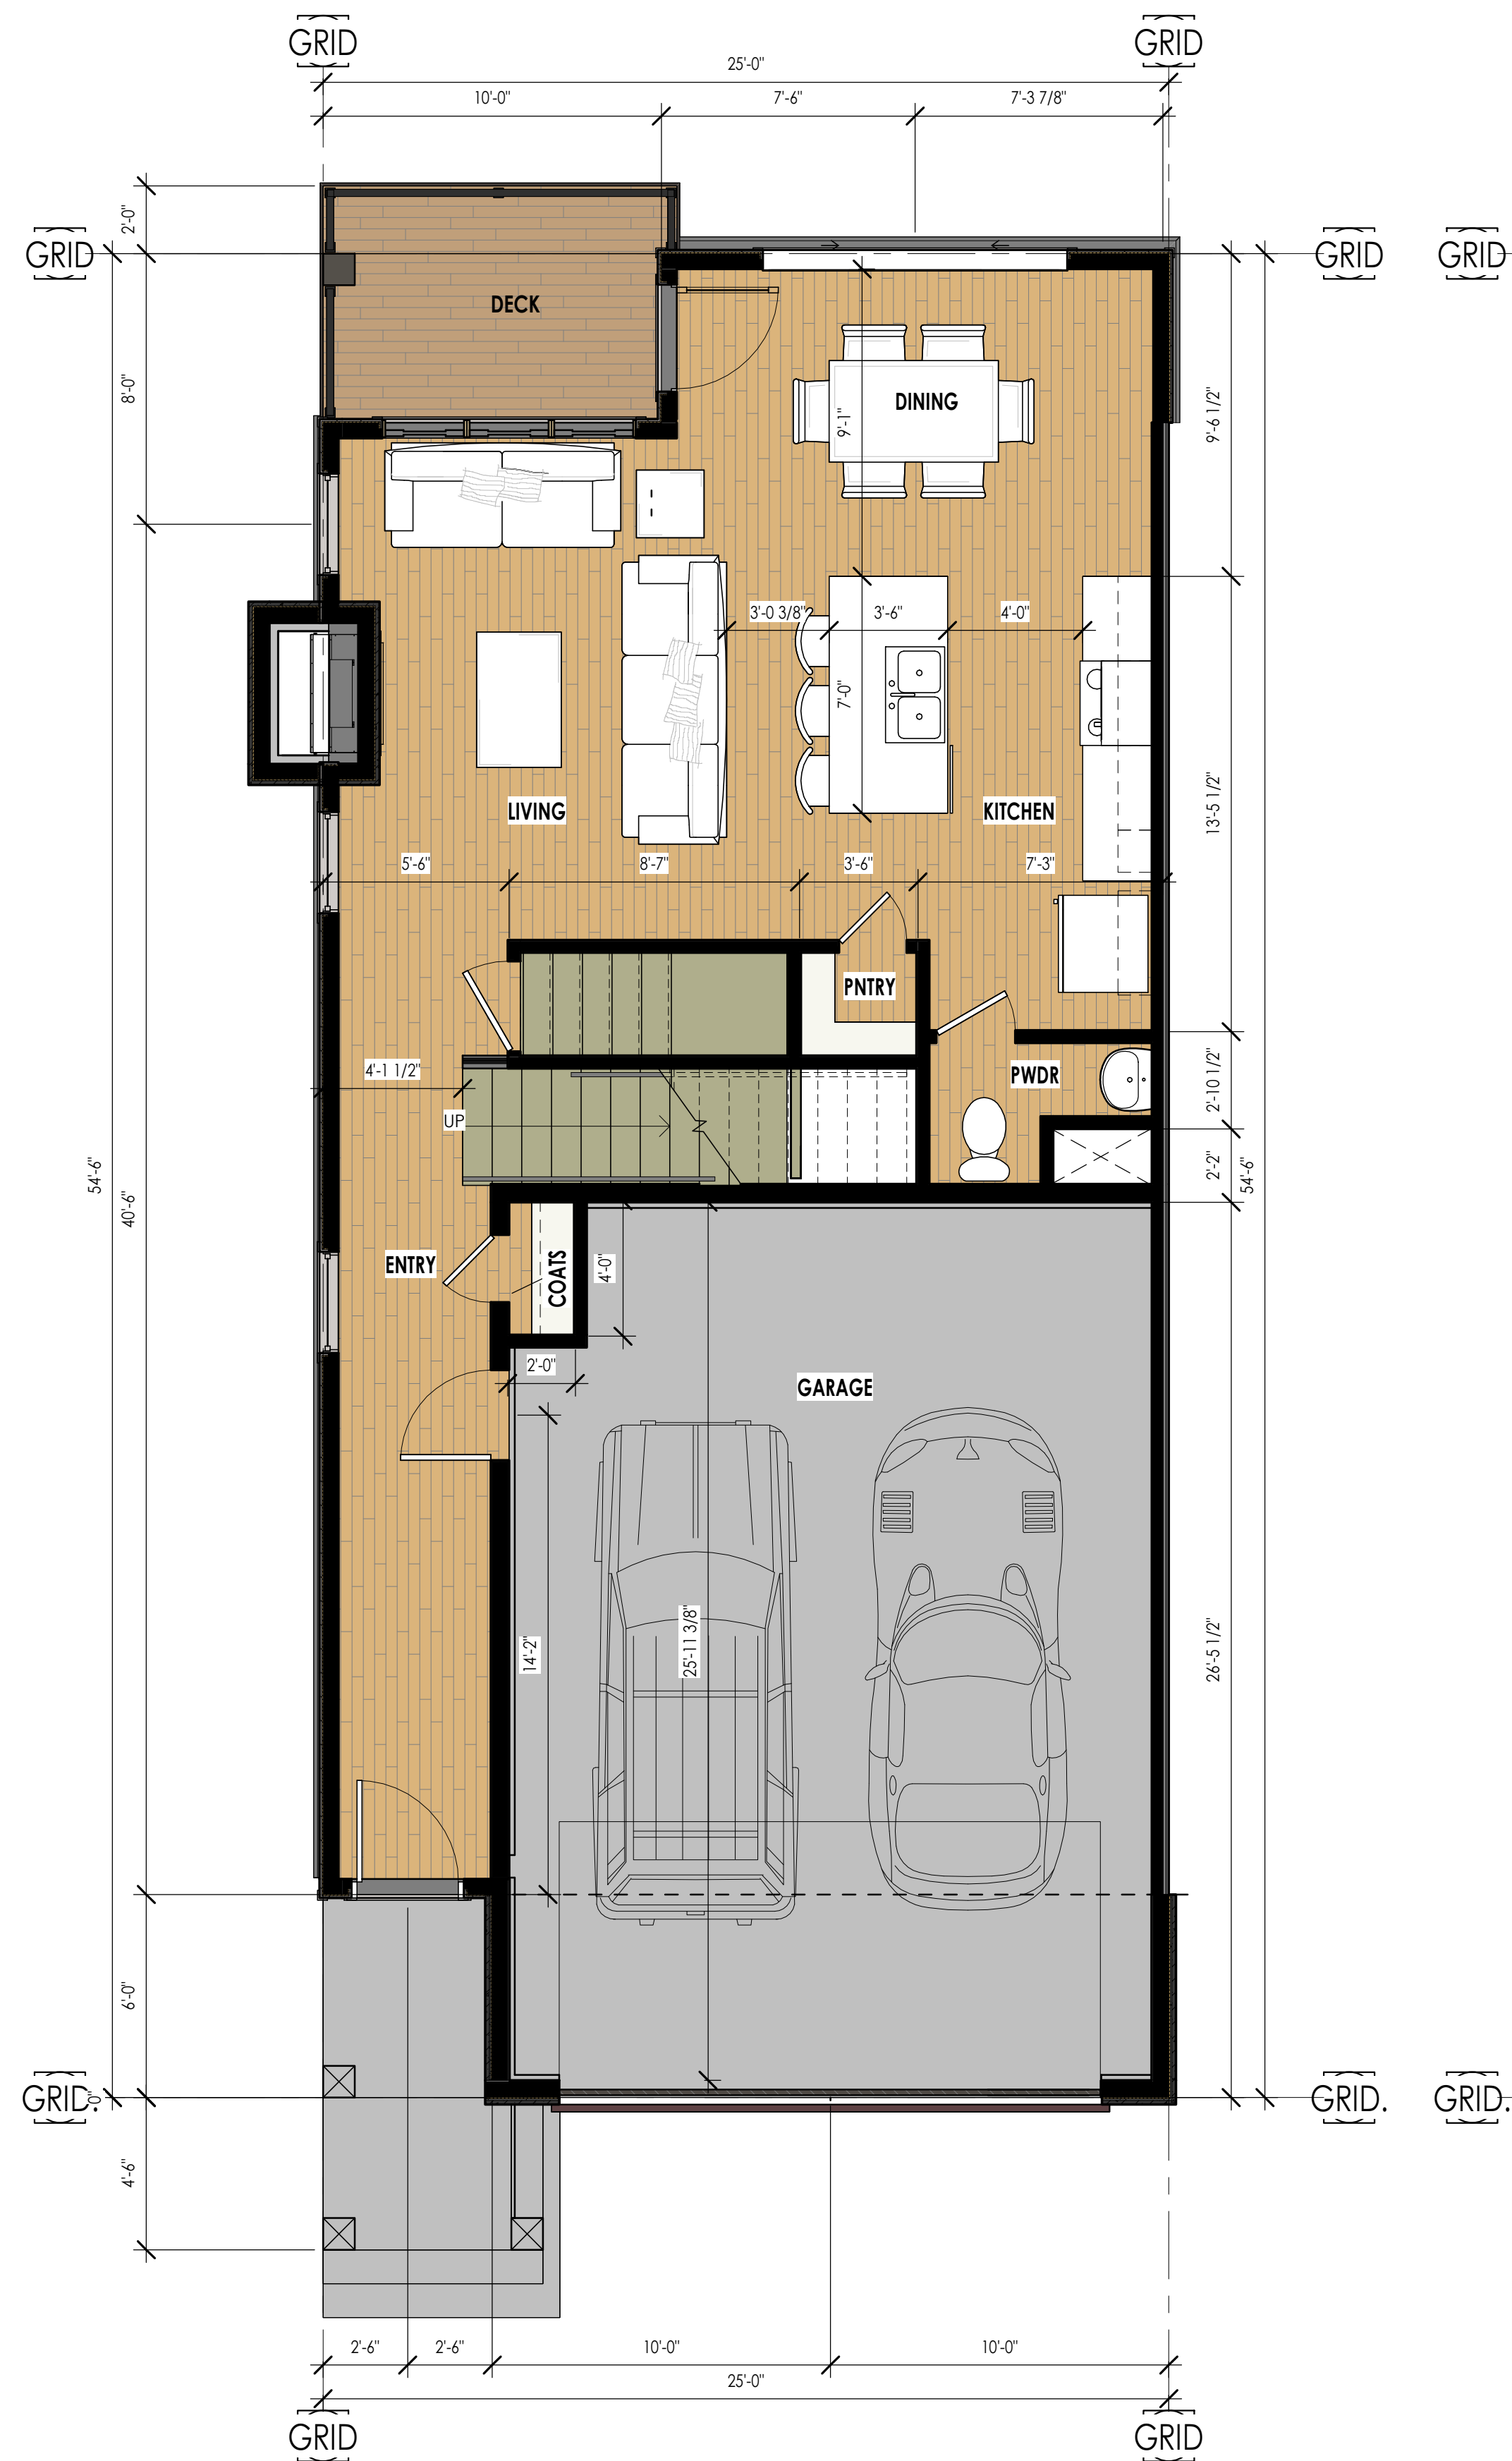 GRID
GRID
25'-0"
10'-0"
7'-6"
7'-3 7/8"
2'-0"
GRID
GRID
GRID
DECK
8'-0"
DINING
9'-1"
9'-6 1/2"
3'-0 3/8"
3'-6"
4'-0"
7'-0"
LIVING
KITCHEN
13'-5 1/2"
5'-6"
8'-7"
3'-6"
7'-3"
PNTRY
4'-1 1/2"
PWDR
2'-10 1/2"
UP
54'-6"
40'-6"
2'-2"
54'-6"
ENTRY
COATS
4'-0"
2'-0"
GARAGE
14'-2"
25'-11 3/8"
26'-5 1/2"
6'-0"
GRID.
0"
GRID.
GRID.
4'-6"
2'-6"
2'-6"
10'-0"
10'-0"
25'-0"
GRID
GRID